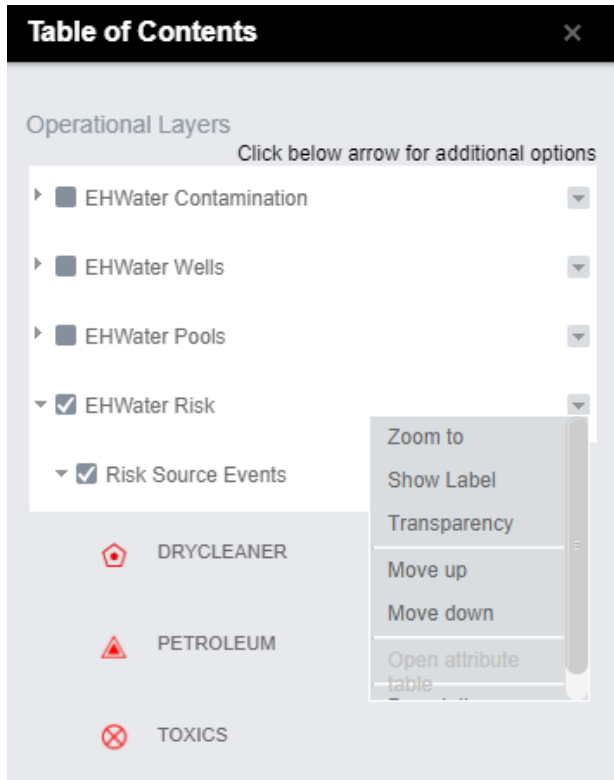 Table of Contents
Operational Layers
Click below arrow for additional options
EHWater Contamination
EHWater Wells
EHWater Pools
EHWater Risk
Zoom to
Risk Source Events
Show Label
Transparency
DRYCLEANER
Move up
Move down
PETROLEUM
Open attribute
table
TOXICS